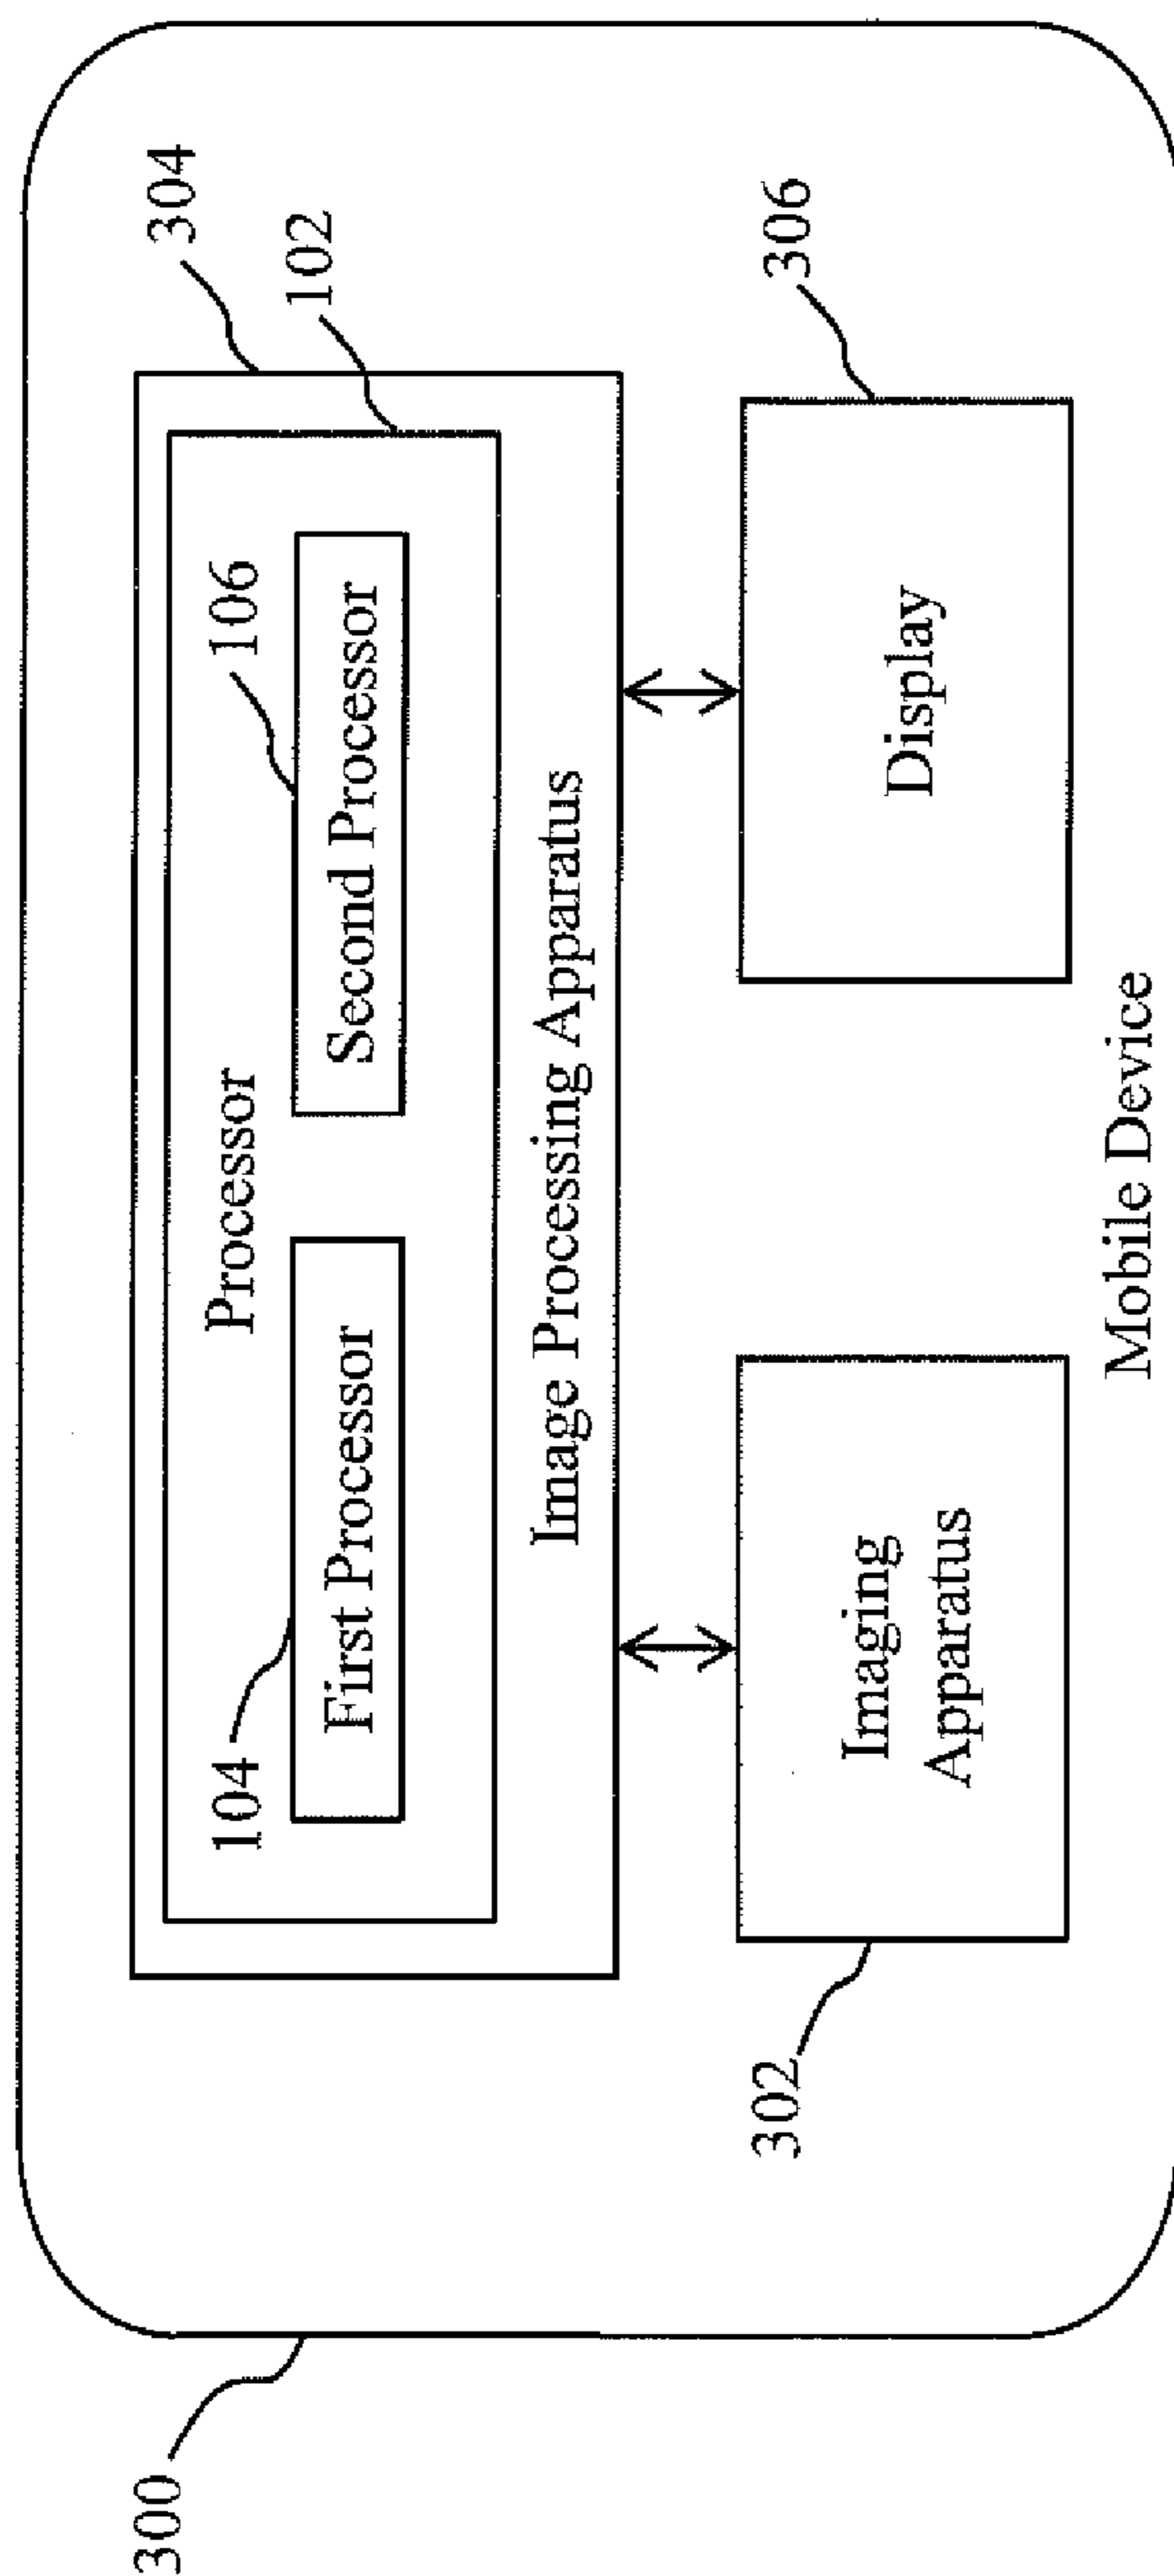 300
304
102
Processor
104
106
First Processor
Second Processor
Image Processing Apparatus
302
306
Imaging
Apparatus
Display
Mobile Device